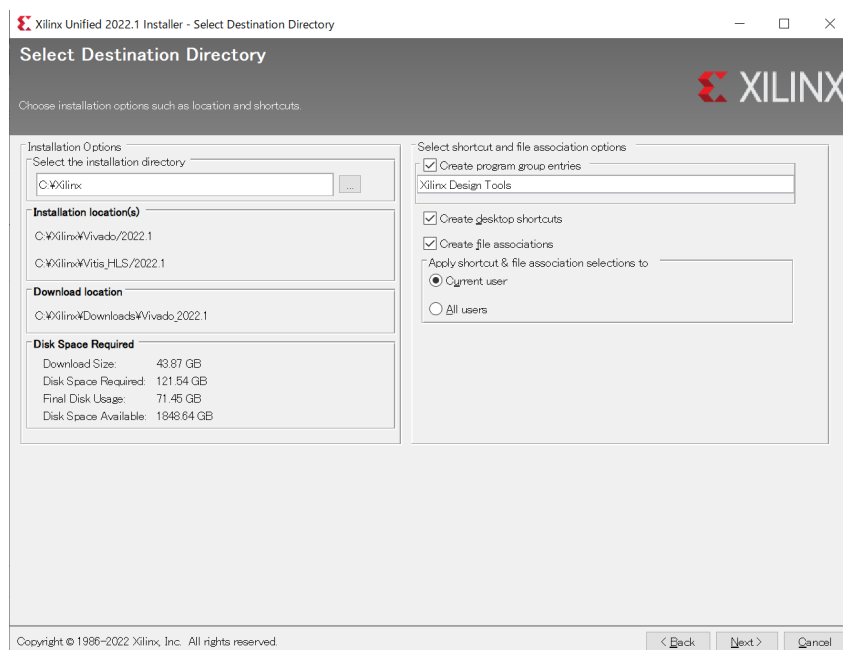 Xilinx Unified 2022.1 Installer - Select Destination Directory
Select Destination Directory
XILINX
Choose installation options such as location and shortcuts.
Installation Options
Select the installation directory
C:¥Xilinx
...
Installation location(s)
C:¥Xilinx¥Vivado/2022.1
C:¥Xilinx¥Vitis_HLS/2022.1
Download location
C:¥Xilinx¥Downloads¥Vivado_2022.1
Disk Space Required
Download Size: 43.87 GB
Disk Space Required: 121.54 GB
Final Disk Usage: 71.45 GB
Disk Space Available: 1848.64 GB
Select shortcut and file association options
Create program group entries
Xilinx Design Tools
Create desktop shortcuts
Create file associations
Apply shortcut & file association selections to
Current user
All users
Copyright © 1986-2022 Xilinx, Inc. All rights reserved.
< Back
Next >
Cancel